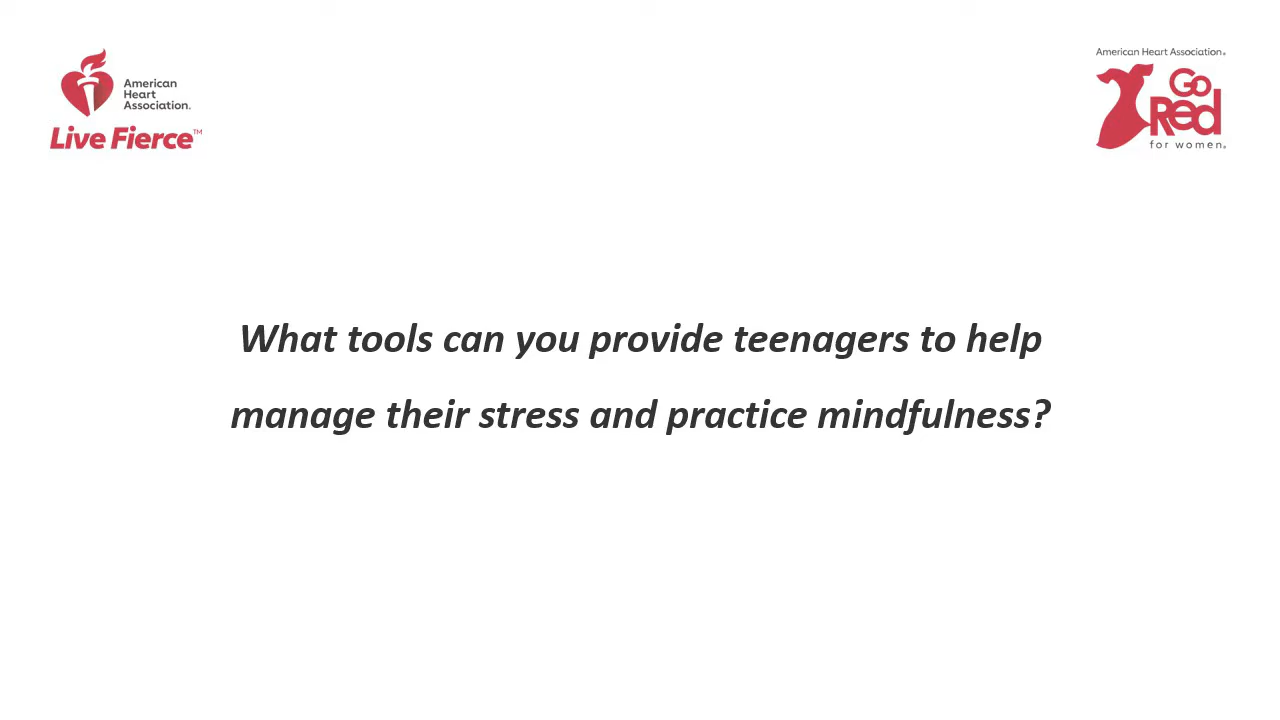 American
Heart
Association®
Live Fierce™
American Heart Association®
Go
Red
for women®
What tools can you provide teenagers to help
manage their stress and practice mindfulness?